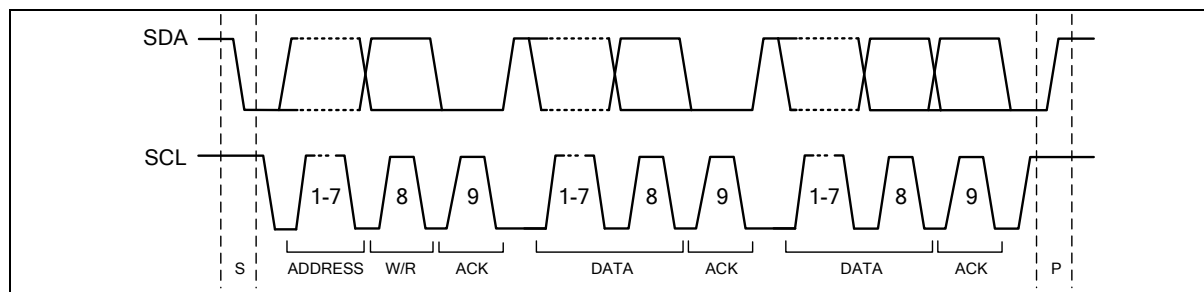 SDA
SCL
1-7 8 9 1-7 8 9 1-7 8 9
S ADDRESS W/R ACK DATA ACK DATA ACK P